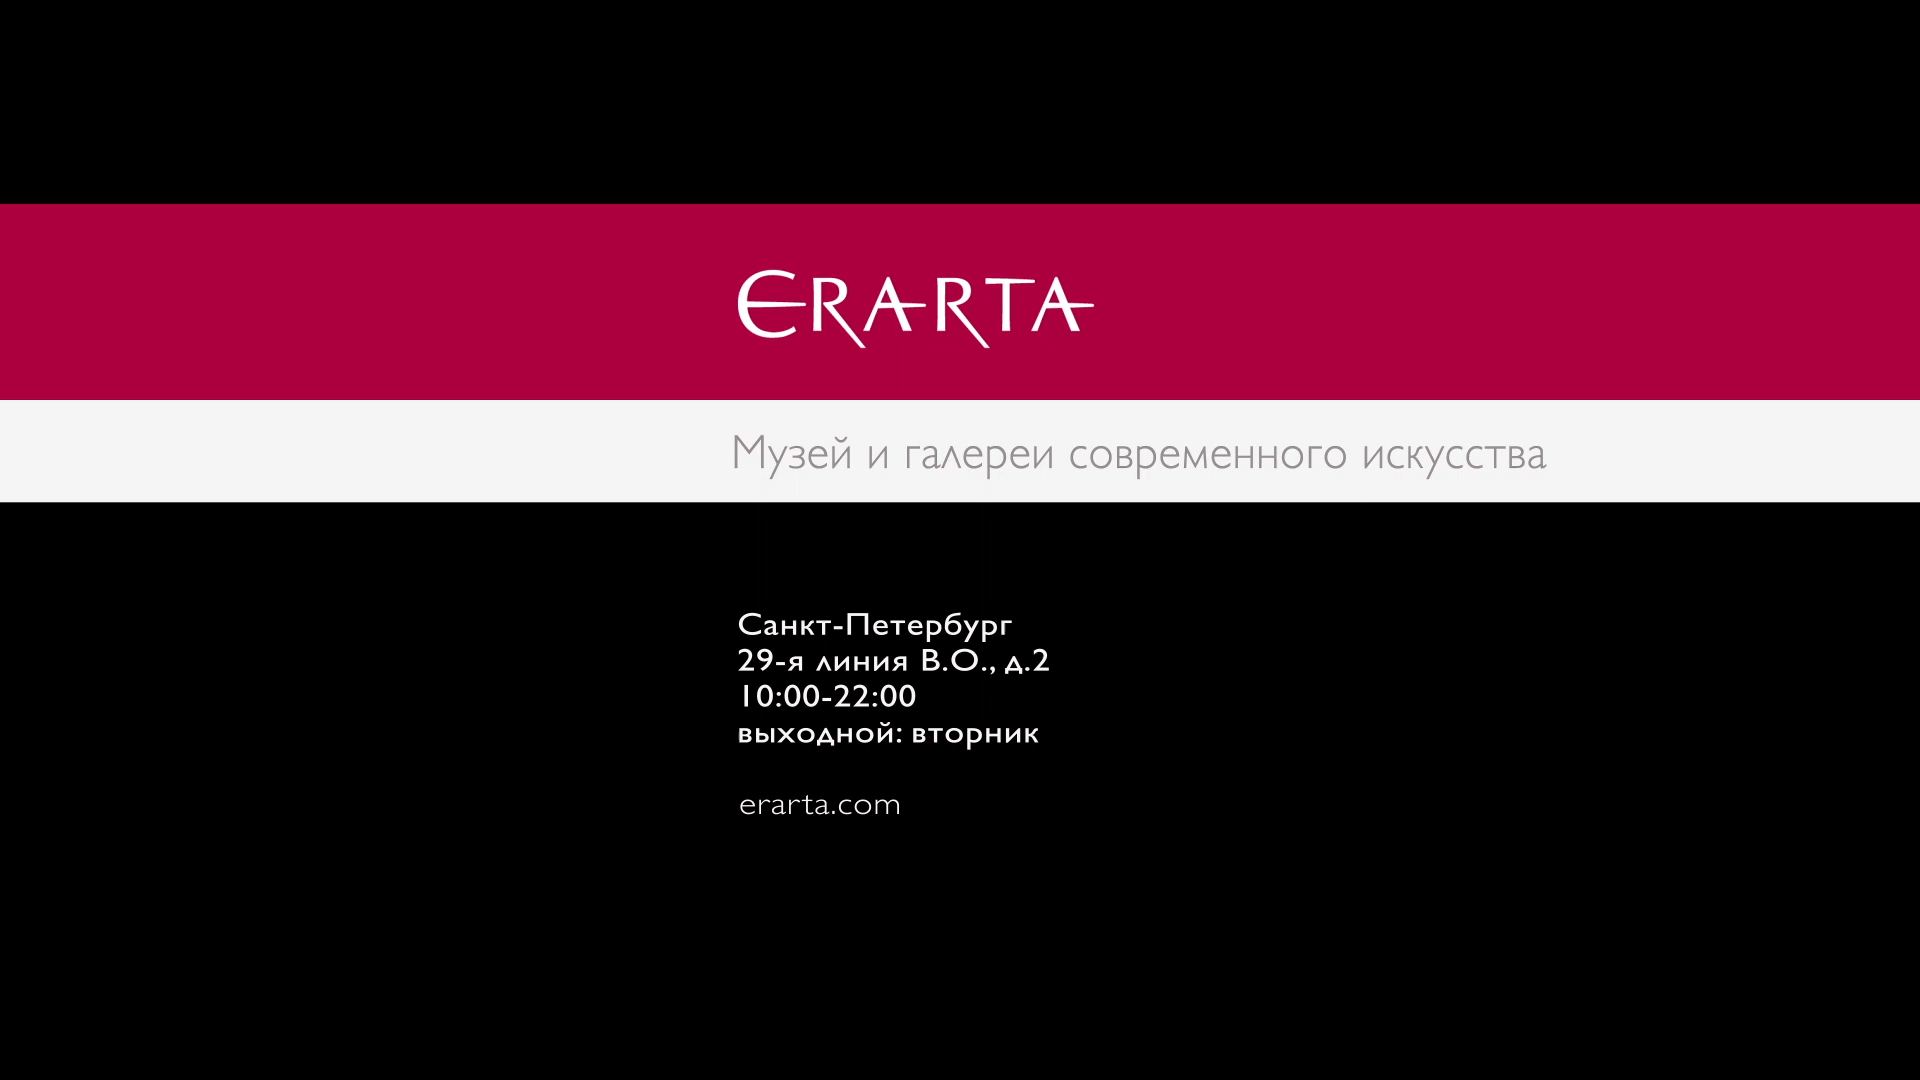 ERARTA
Музей и галереи современного искусства
Санкт-Петербург
29-я линия В.О., д.2
10:00-22:00
выходной: вторник
erarta.com